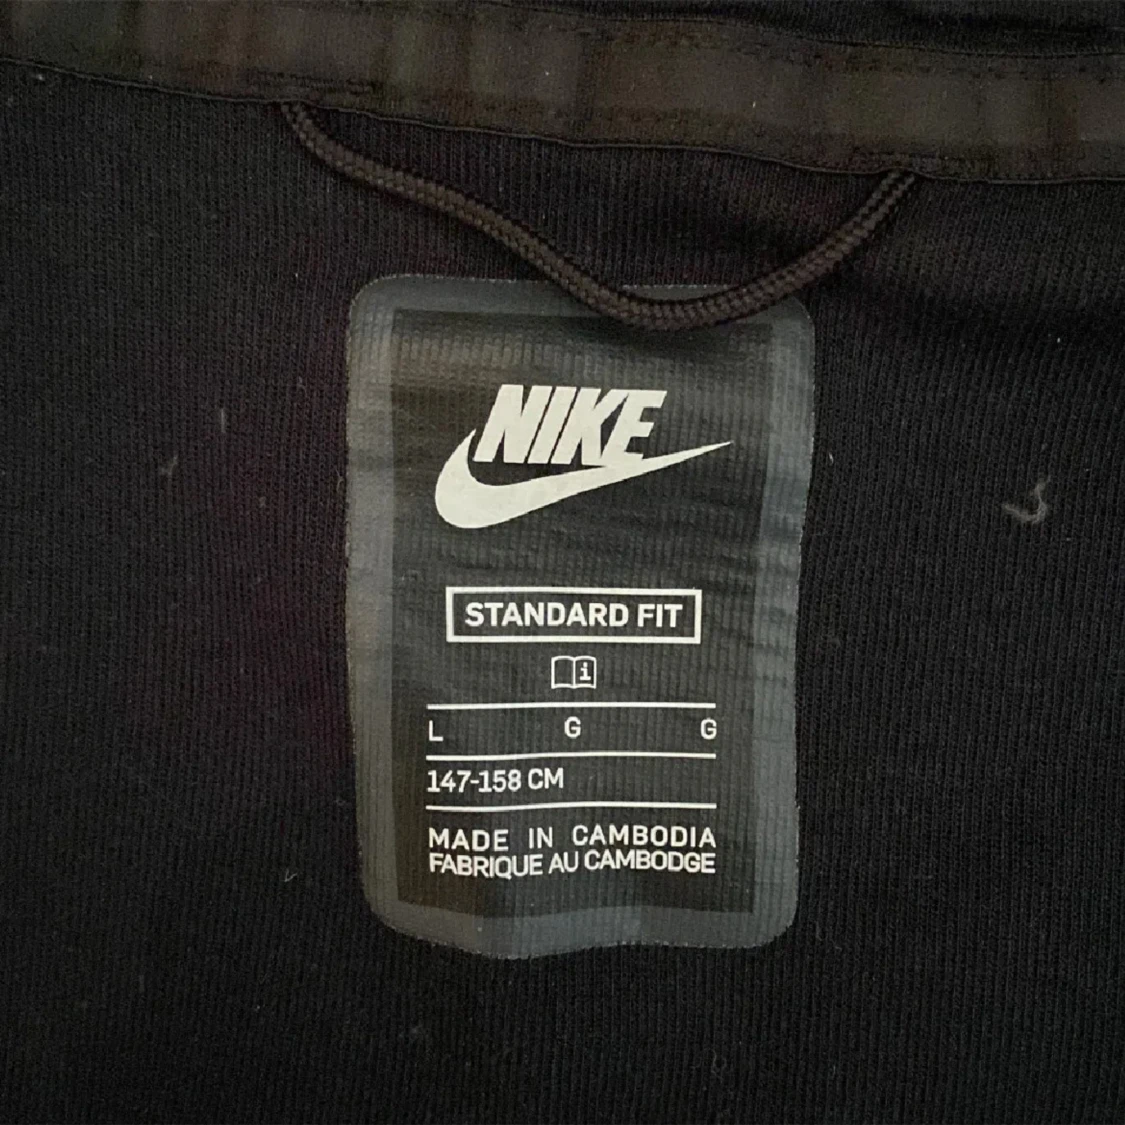 NIKE
STANDARD FIT
i
L G G
147-158 CM
MADE IN CAMBODIA
FABRIQUE AU CAMBODGE